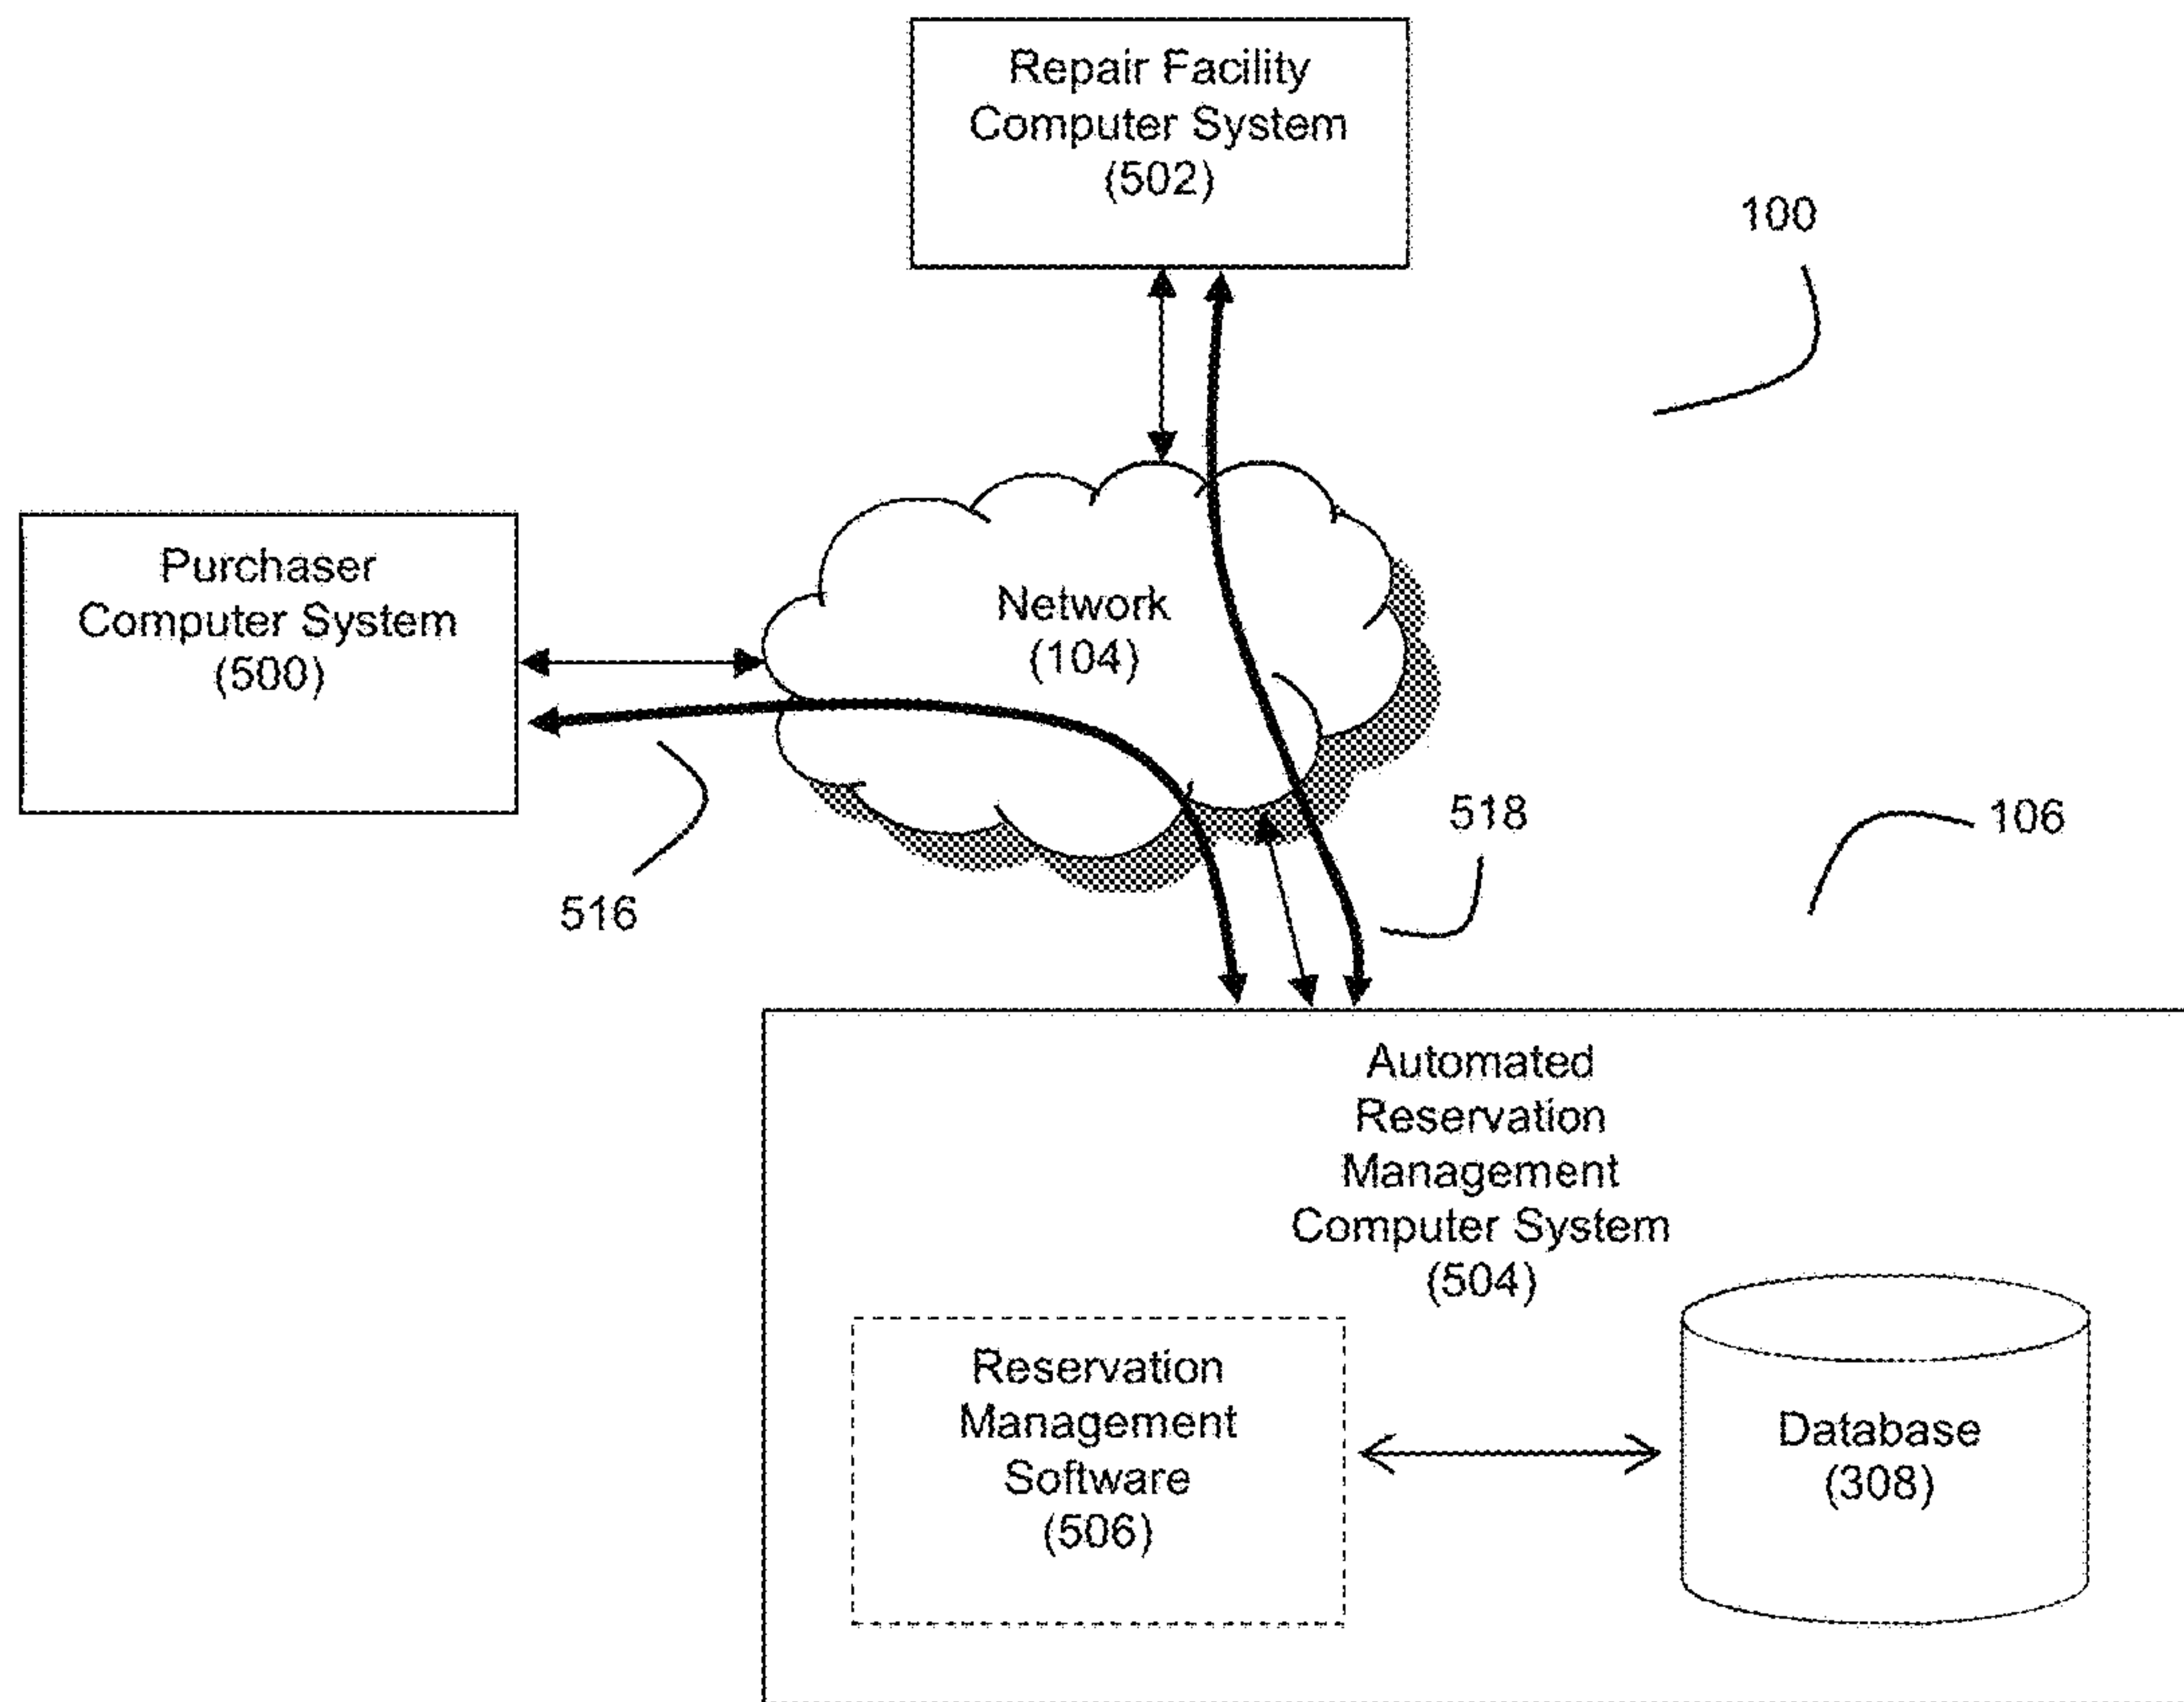 Repair Facility
Computer System
(502)
100
Purchaser
Computer System
(500)
Network
(104)
516
518
106
Automated
Reservation
Management
Computer System
(504)
Reservation
Management
Software
(506)
Database
(308)